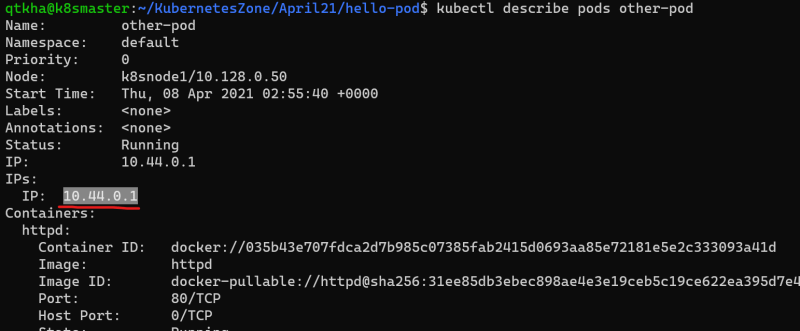 qtkha@k8smaster:~/KubernetesZone/April21/hello-pod$ kubectl describe pods other-pod
Name: other-pod
Namespace: default
Priority: 0
Node: k8snode1/10.128.0.50
Start Time: Thu, 08 Apr 2021 02:55:40 +0000
Labels: <none>
Annotations: <none>
Status: Running
IP: 10.44.0.1
IPs:
IP: 10.44.0.1
Containers:
httpd:
Container ID: docker://035b43e707fdca2d7b985c07385fab2415d0693aa85e72181e5e2c333093a41d
Image: httpd
Image ID: docker-pullable://httpd@sha256:31ee85db3ebec898ae4e3e19ceb5c19ce622ea395d7e4
Port: 80/TCP
Host Port: 0/TCP
State: Running